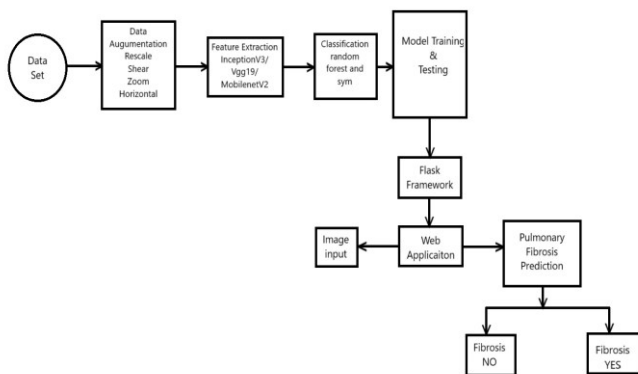 Data
Set
Data
Augumentation
Rescale
Shear
Zoom
Horizontal
Feature Extraction
InceptionV3/
Vgg19/
MobilenetV2
Classification
random
forest and
sym
Model Training
&
Testing
Flask
Framework
Image
input
Web
Applicaiton
Pulmonary
Fibrosis
Prediction
Fibrosis
NO
Fibrosis
YES